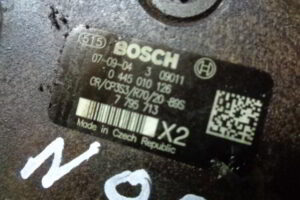 515 BOSCH
07-09-04 3 09011
0 445 010 126
CR/CP3S3/R70/20-89S
7 795 713
X2
Made in Czech Republic